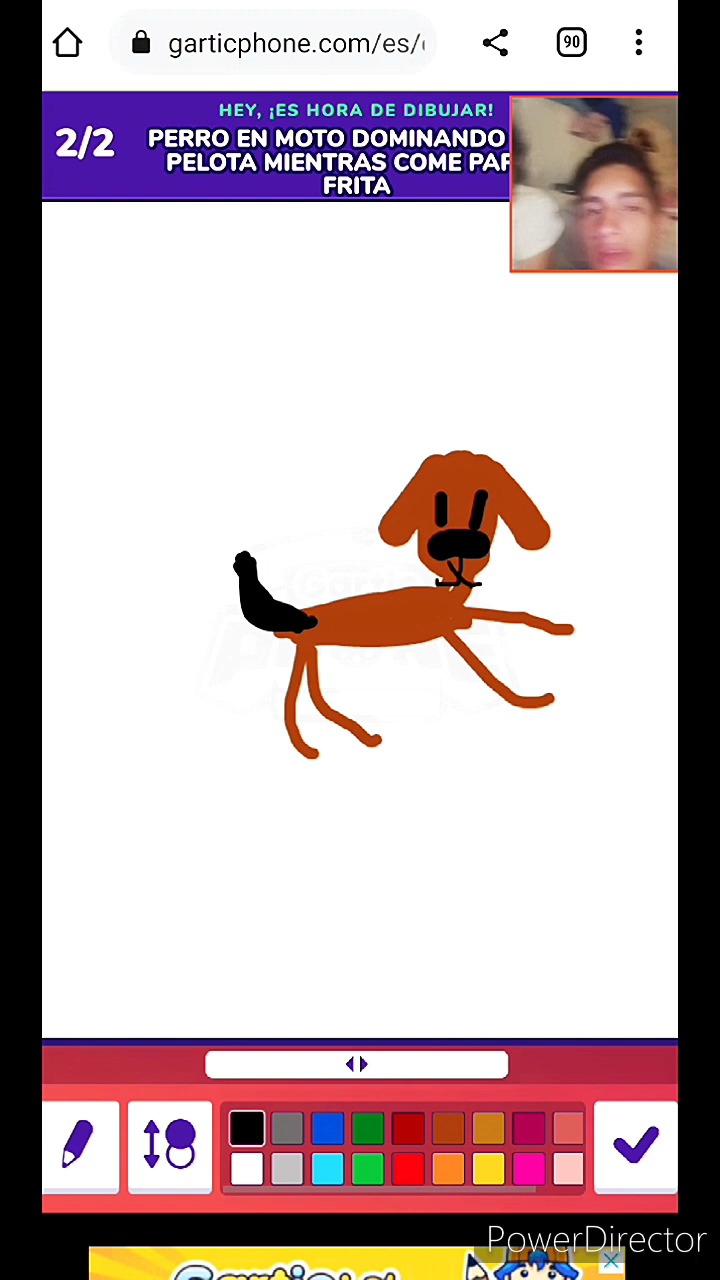 garticphone.com/es/
90
HEY, ¡ES HORA DE DIBUJAR!
2/2
PERRO EN MOTO DOMINANDO
PELOTA MIENTRAS COME
FRITA
PowerDirector